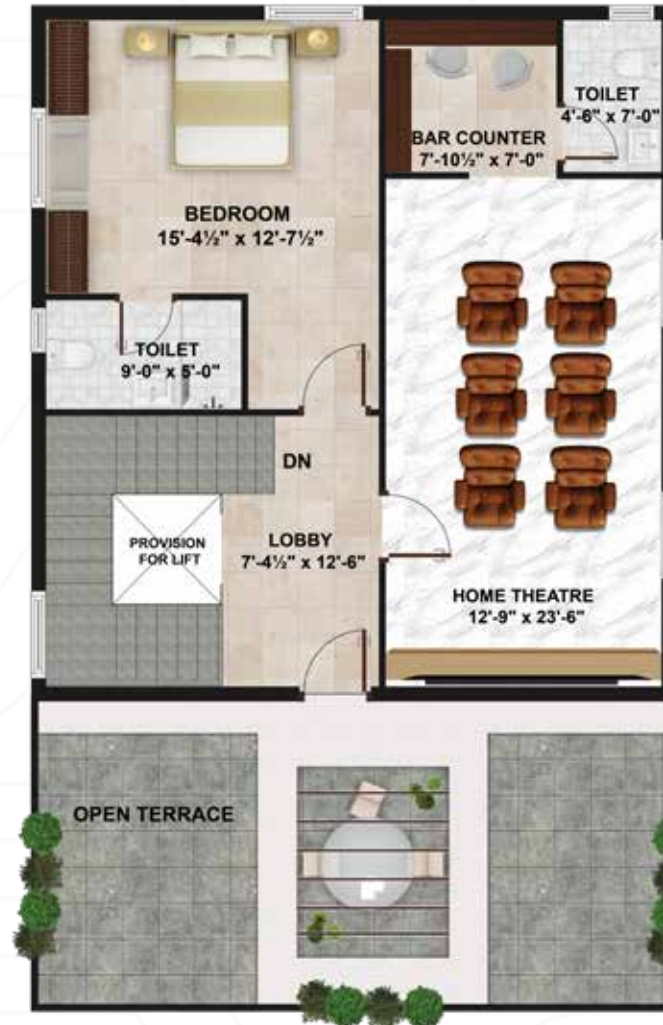 TOILET
4'-6" x 7'-0"
BAR COUNTER
7'-10½" x 7'-0"
BEDROOM
15'-4½" x 12'-7½"
TOILET
9'-0" x 5'-0"
DN
PROVISION
FOR LIFT
LOBBY
7'-4½" x 12'-6"
HOME THEATRE
12'-9" x 23'-6"
OPEN TERRACE